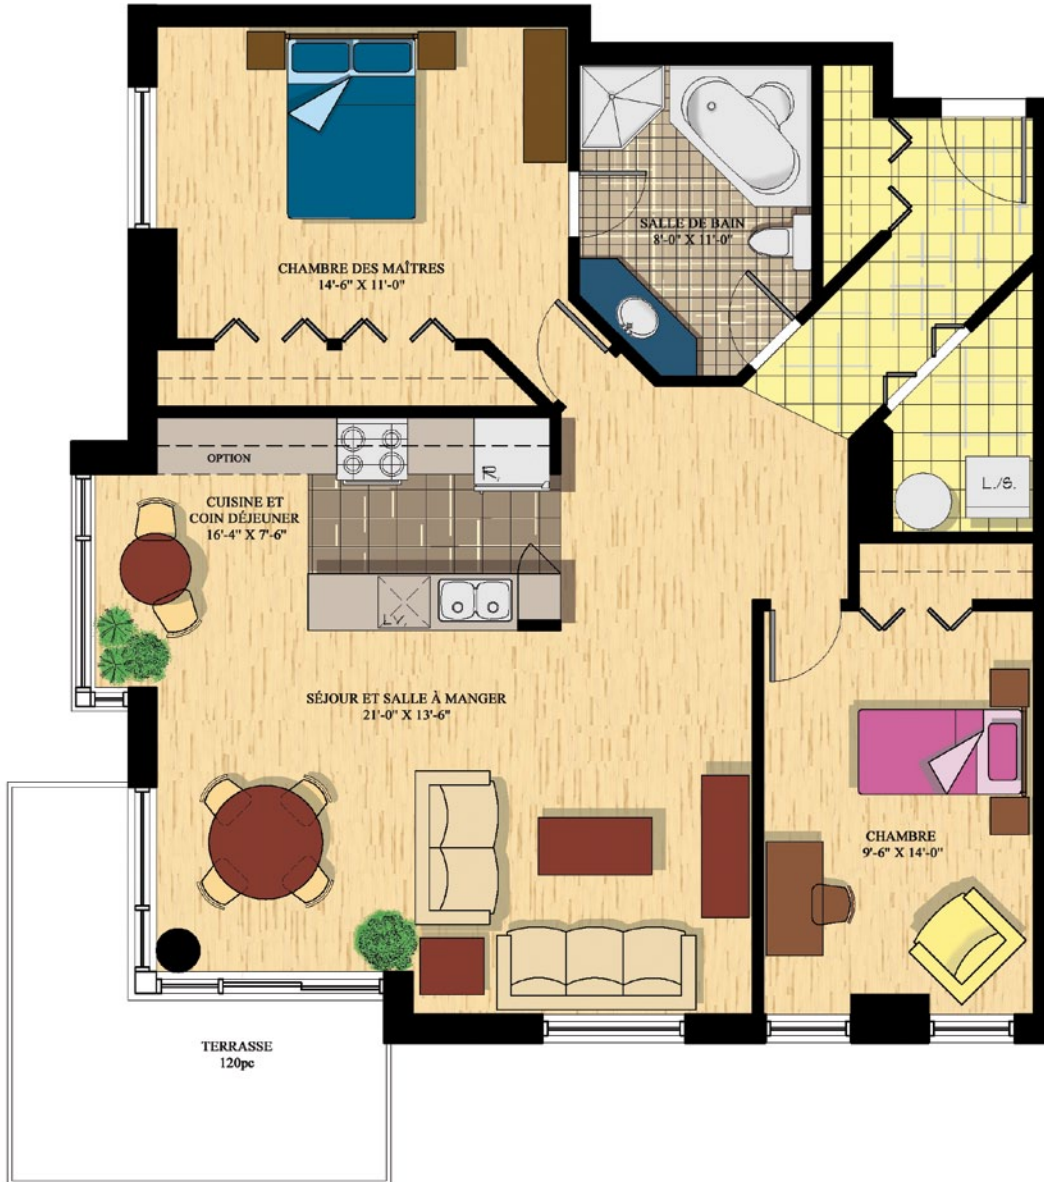 SALLE DE BAIN
8'-0" X 11'-0"
CHAMBRE DES MAÎTRES
14'-6" X 11'-0"
OPTION
R.
L./S.
CUISINE ET
COIN DÉJEUNER
16'-4" X 7'-6"
L.V.
SÉJOUR ET SALLE À MANGER
21'-0" X 13'-6"
CHAMBRE
9'-6" X 14'-0"
TERRASSE
120pc